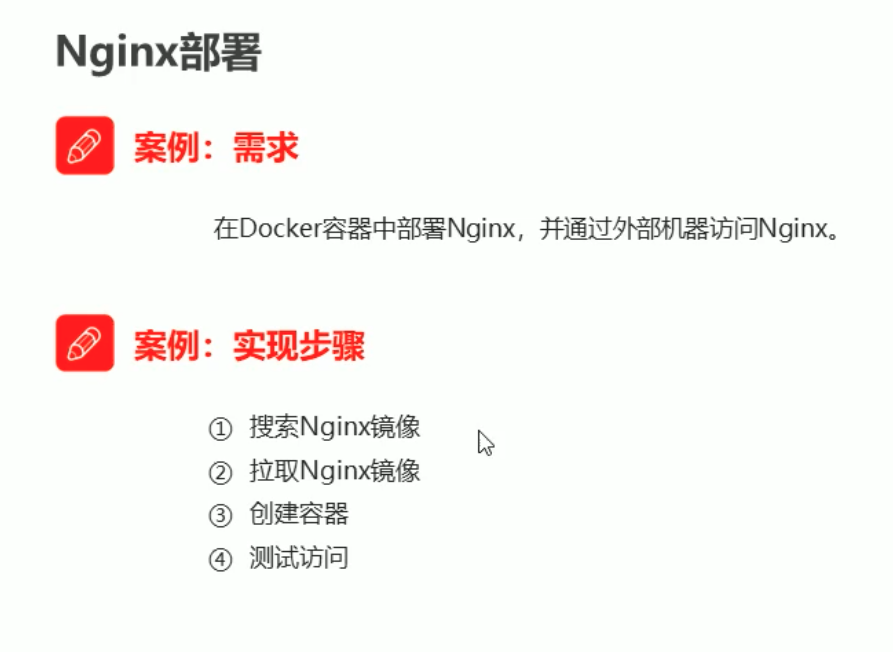 Nginx部署
案例：需求
在Docker容器中部署Nginx，并通过外部机器访问Nginx。
案例：实现步骤
① 搜索Nginx镜像
② 拉取Nginx镜像
③ 创建容器
④ 测试访问